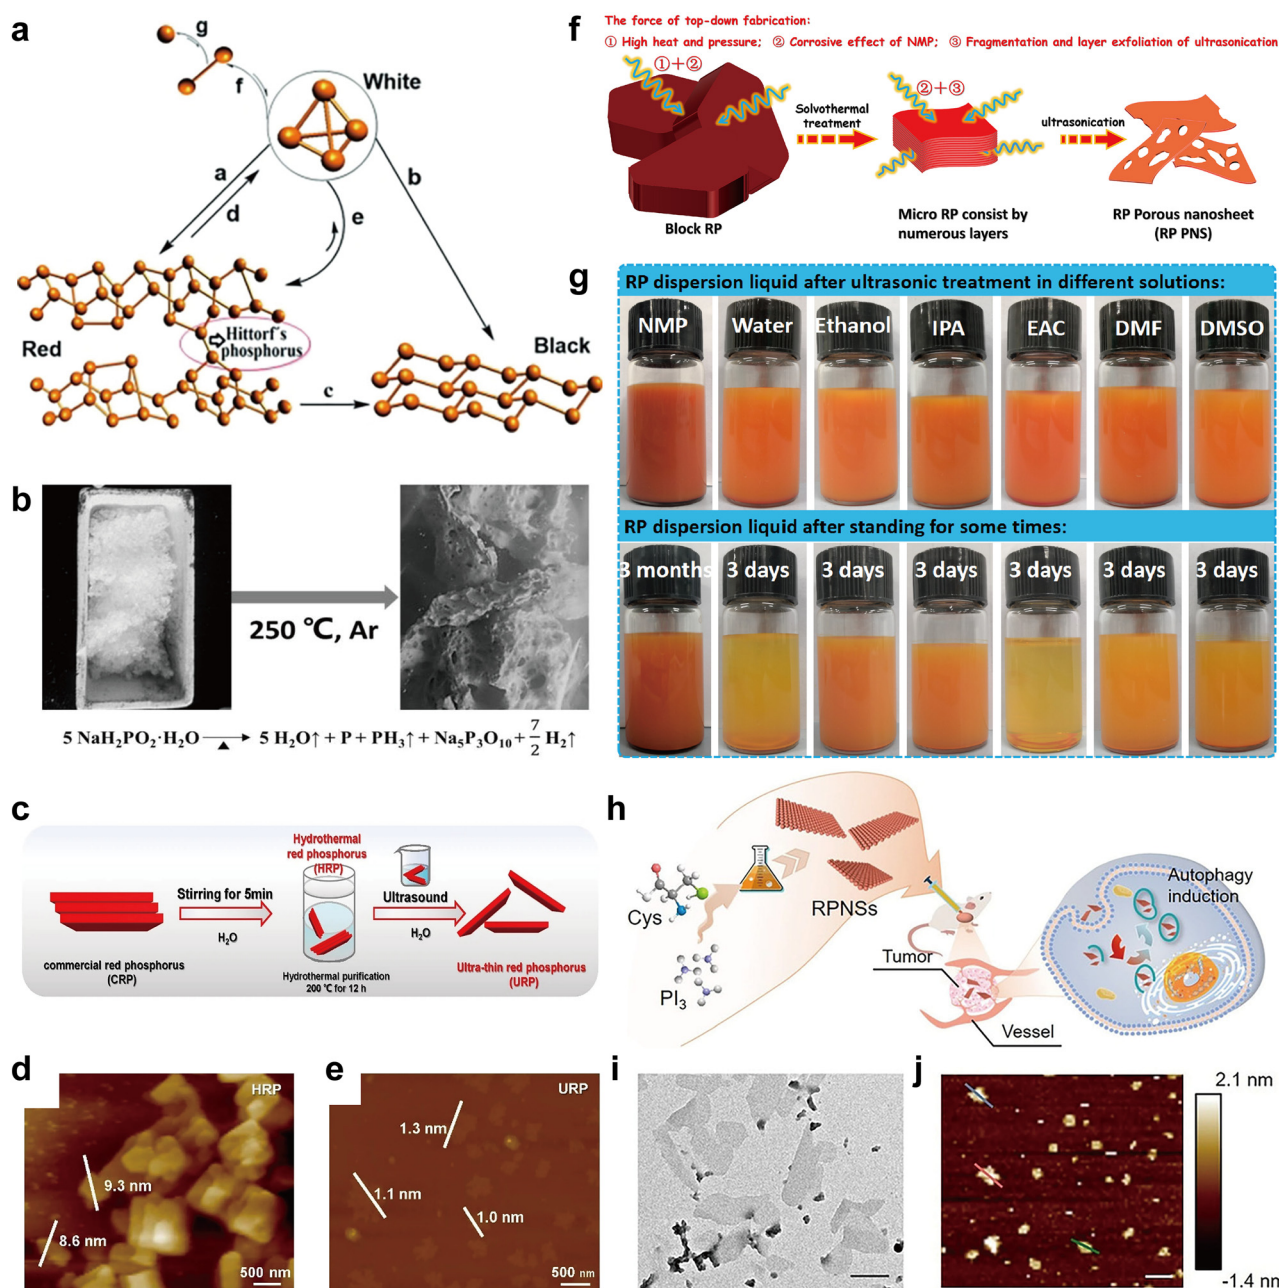 a
g
f
White
a
d
e
b
Red
Hittorf's
phosphorus
Black
c
b
250 ℃, Ar
5 NaH₂PO₂·H₂O → 5 H₂O↑ + P + PH₃↑ + Na₅P₃O₁₀ + 7/2 H₂↑
▲
c
commercial red phosphorus
(CRP)
Stirring for 5min
H₂O
Hydrothermal
red phosphorus
(HRP)
Hydrothermal purification
200 ℃ for 12 h
Ultrasound
H₂O
Ultra-thin red phosphorus
(URP)
d
HRP
9.3 nm
8.6 nm
500 nm
e
URP
1.3 nm
1.1 nm
1.0 nm
500 nm
f
The force of top-down fabrication:
① High heat and pressure; ② Corrosive effect of NMP; ③ Fragmentation and layer exfoliation of ultrasonication
①+②
Block RP
Solvothermal
treatment
②+③
Micro RP consist by
numerous layers
ultrasonication
RP Porous nanosheet
(RP PNS)
g
RP dispersion liquid after ultrasonic treatment in different solutions:
NMP Water Ethanol IPA EAC DMF DMSO
RP dispersion liquid after standing for some times:
3 months 3 days 3 days 3 days 3 days 3 days 3 days
h
Cys
PI₃
RPNSs
Tumor
Vessel
Autophagy
induction
i
j
2.1 nm
-1.4 nm